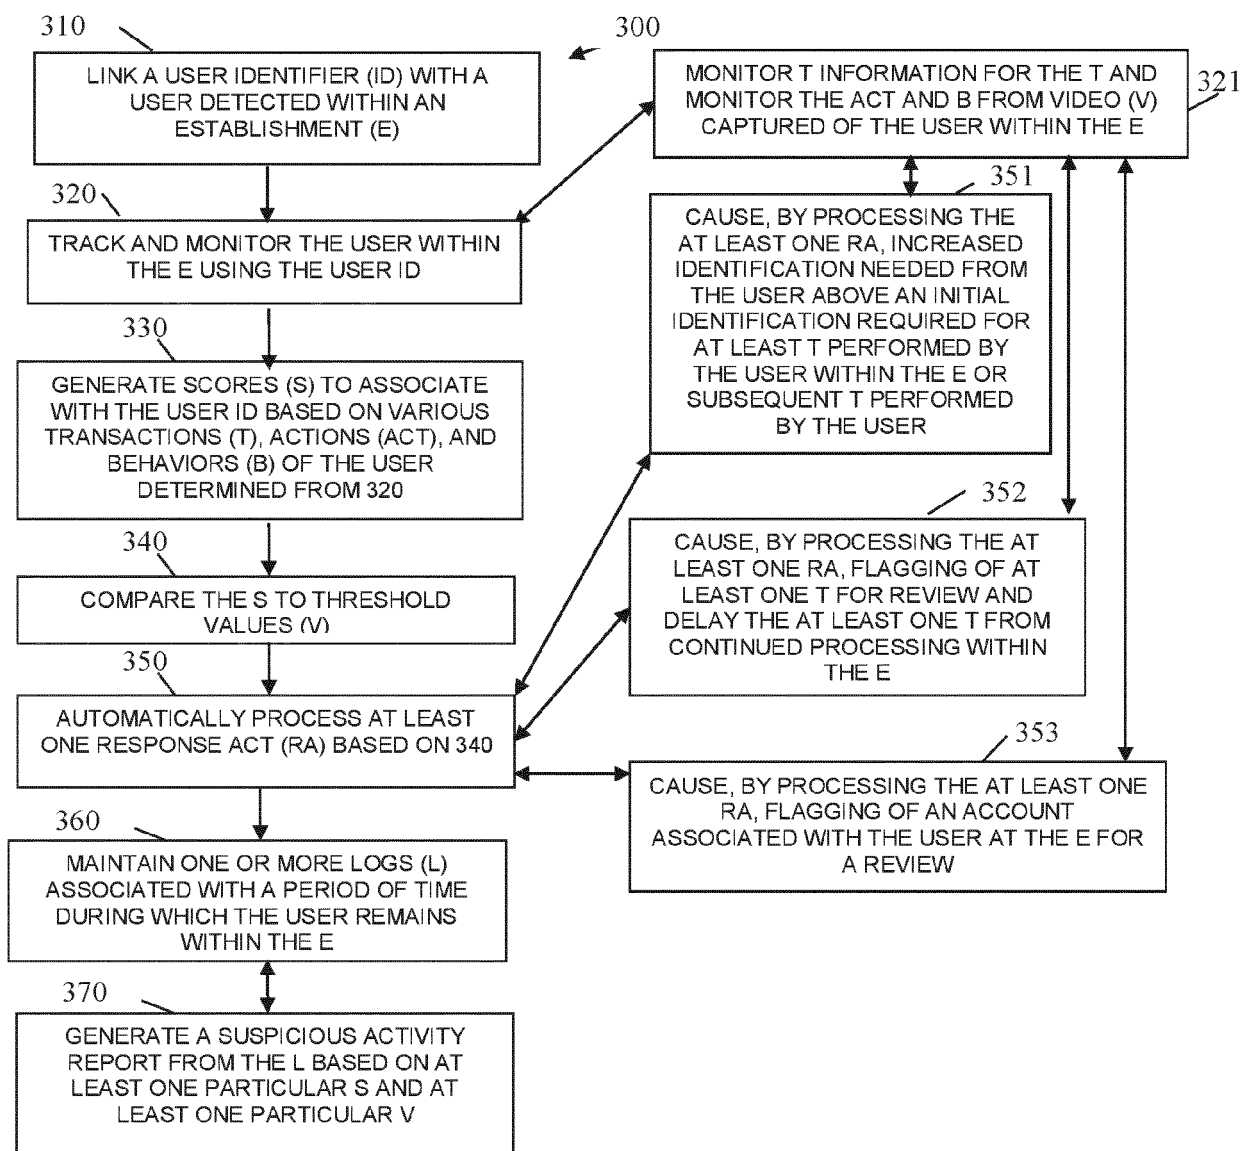 310
LINK A USER IDENTIFIER (ID) WITH A
USER DETECTED WITHIN AN
ESTABLISHMENT (E)
300
320
TRACK AND MONITOR THE USER WITHIN
THE E USING THE USER ID
330
GENERATE SCORES (S) TO ASSOCIATE
WITH THE USER ID BASED ON VARIOUS
TRANSACTIONS (T), ACTIONS (ACT), AND
BEHAVIORS (B) OF THE USER
DETERMINED FROM 320
340
COMPARE THE S TO THRESHOLD
VALUES (V)
350
AUTOMATICALLY PROCESS AT LEAST
ONE RESPONSE ACT (RA) BASED ON 340
360
MAINTAIN ONE OR MORE LOGS (L)
ASSOCIATED WITH A PERIOD OF TIME
DURING WHICH THE USER REMAINS
WITHIN THE E
370
GENERATE A SUSPICIOUS ACTIVITY
REPORT FROM THE L BASED ON AT
LEAST ONE PARTICULAR S AND AT
LEAST ONE PARTICULAR V
321
MONITOR T INFORMATION FOR THE T AND
MONITOR THE ACT AND B FROM VIDEO (V)
CAPTURED OF THE USER WITHIN THE E
351
CAUSE, BY PROCESSING THE
AT LEAST ONE RA, INCREASED
IDENTIFICATION NEEDED FROM
THE USER ABOVE AN INITIAL
IDENTIFICATION REQUIRED FOR
AT LEAST T PERFORMED BY
THE USER WITHIN THE E OR
SUBSEQUENT T PERFORMED
BY THE USER
352
CAUSE, BY PROCESSING THE AT
LEAST ONE RA, FLAGGING OF AT
LEAST ONE T FOR REVIEW AND
DELAY THE AT LEAST ONE T FROM
CONTINUED PROCESSING WITHIN
THE E
353
CAUSE, BY PROCESSING THE AT LEAST ONE
RA, FLAGGING OF AN ACCOUNT
ASSOCIATED WITH THE USER AT THE E FOR
A REVIEW